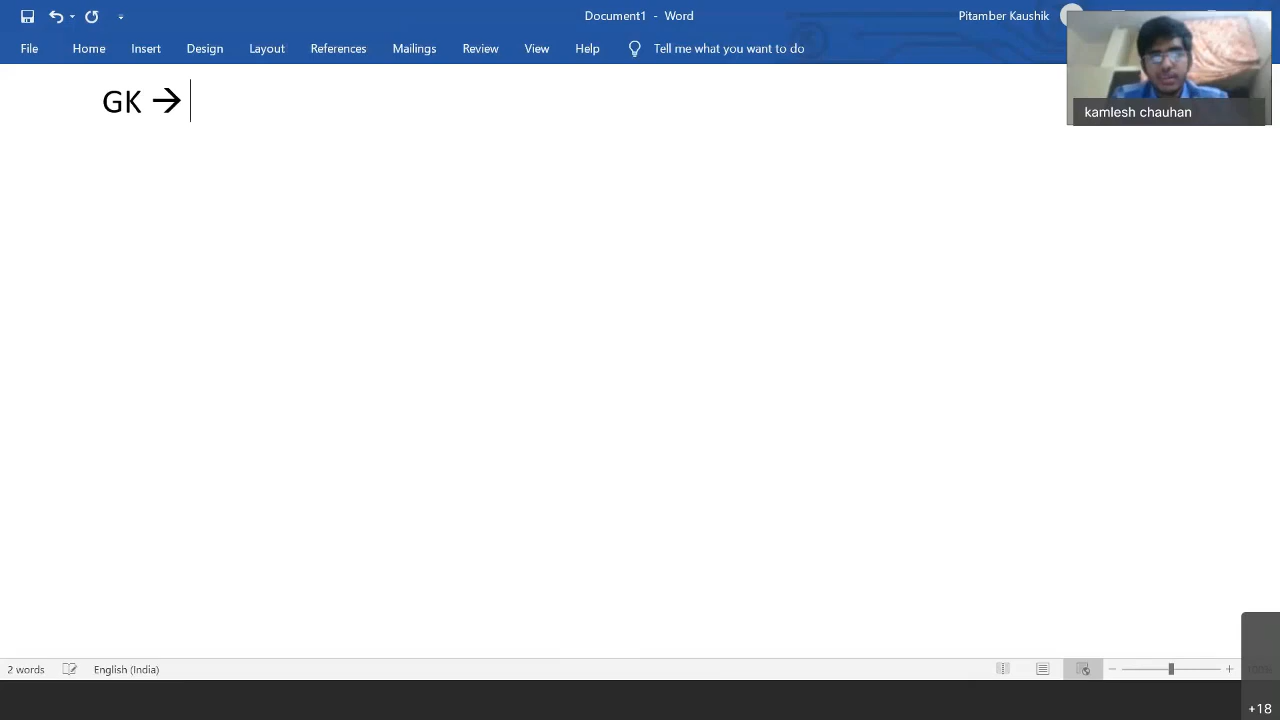 Document1 - Word
Pitamber Kaushik
File Home Insert Design Layout References Mailings Review View Help Tell me what you want to do
GK →
kamlesh chauhan
2 words English (India)
+18